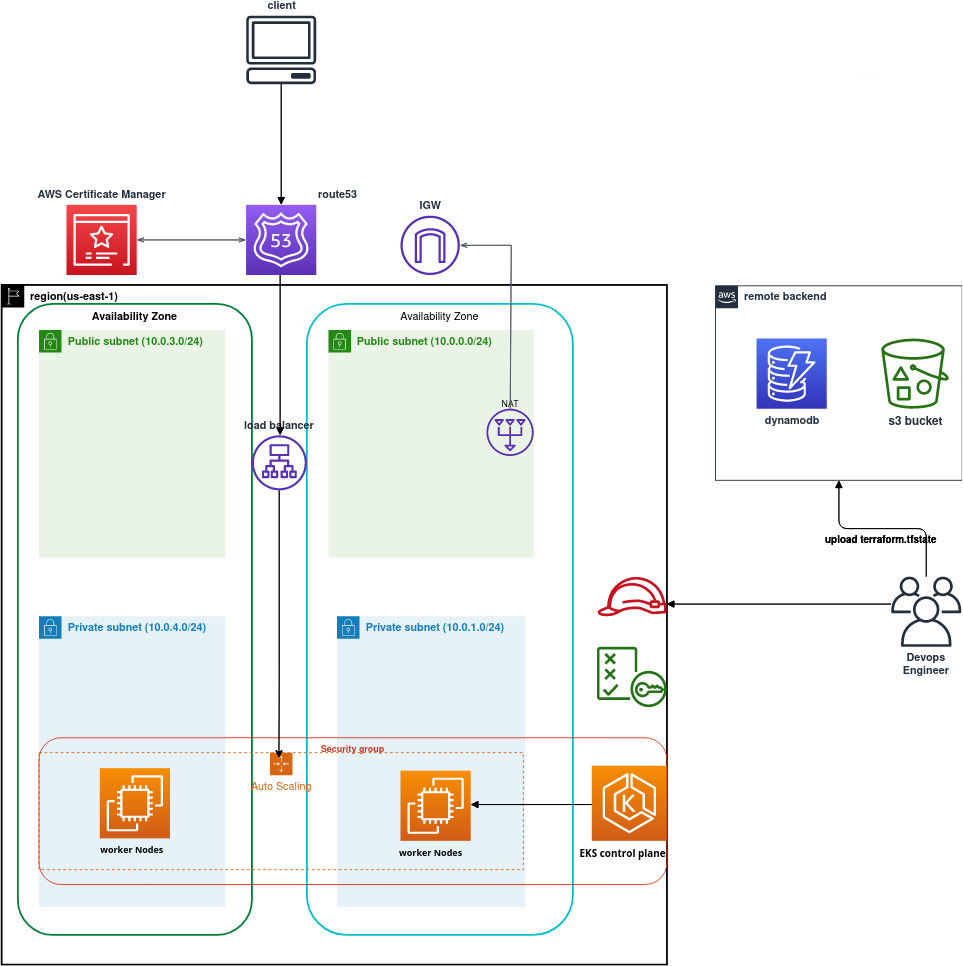 client
AWS Certificate Manager
route53
53
IGW
region(us-east-1)
Availability Zone
Availability Zone
aws
remote backend
Public subnet (10.0.3.0/24)
Public subnet (10.0.0.0/24)
NAT
load balancer
dynamodb
s3 bucket
upload terraform.tfstate
Private subnet (10.0.4.0/24)
Private subnet (10.0.1.0/24)
Devops
Engineer
Security group
Auto Scaling
K
worker Nodes
worker Nodes
EKS control plane